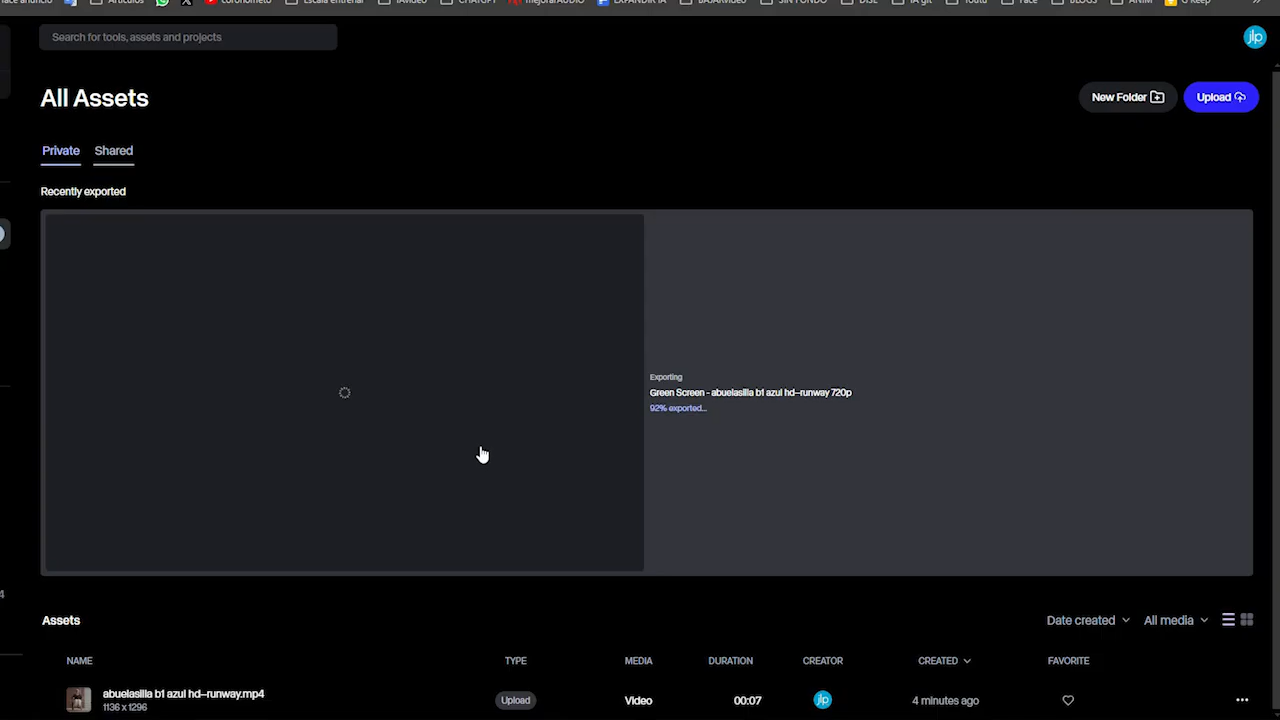 Search for tools, assets and projects
jlp
All Assets
New Folder
Upload
Private
Shared
Recently exported
Exporting
Green Screen - abuelasilla b1 azul hd--runway 720p
92% exported...
Assets
Date created
All media
NAME
TYPE
MEDIA
DURATION
CREATOR
CREATED
FAVORITE
abuelasilla b1 azul hd--runway.mp4
1136 x 1296
Upload
Video
00:07
jlp
4 minutes ago